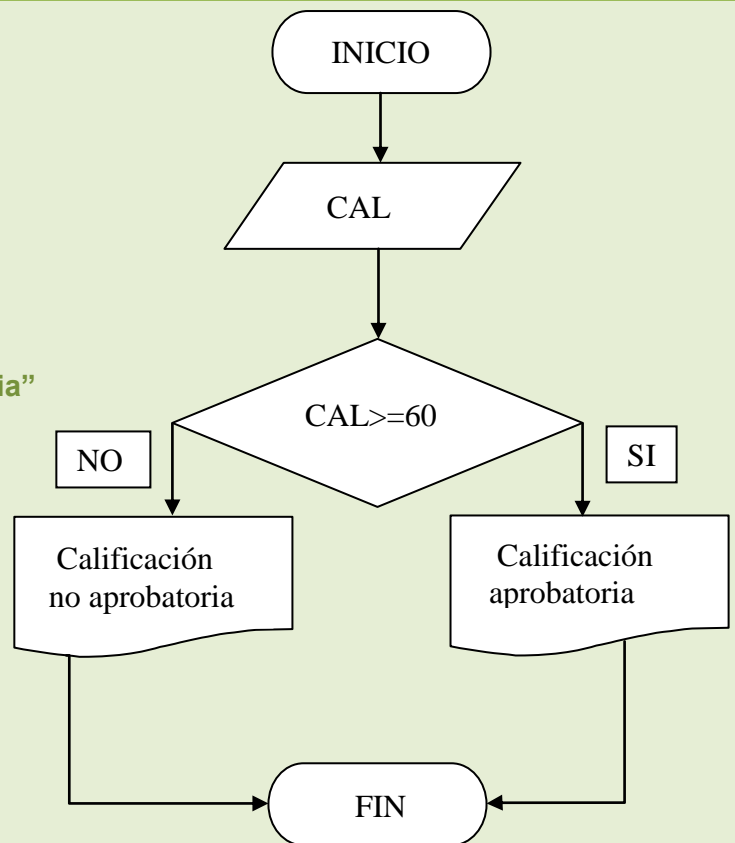 INICIO
CAL
ia”
CAL>=60
NO
SI
Calificación
no aprobatoria
Calificación
aprobatoria
FIN